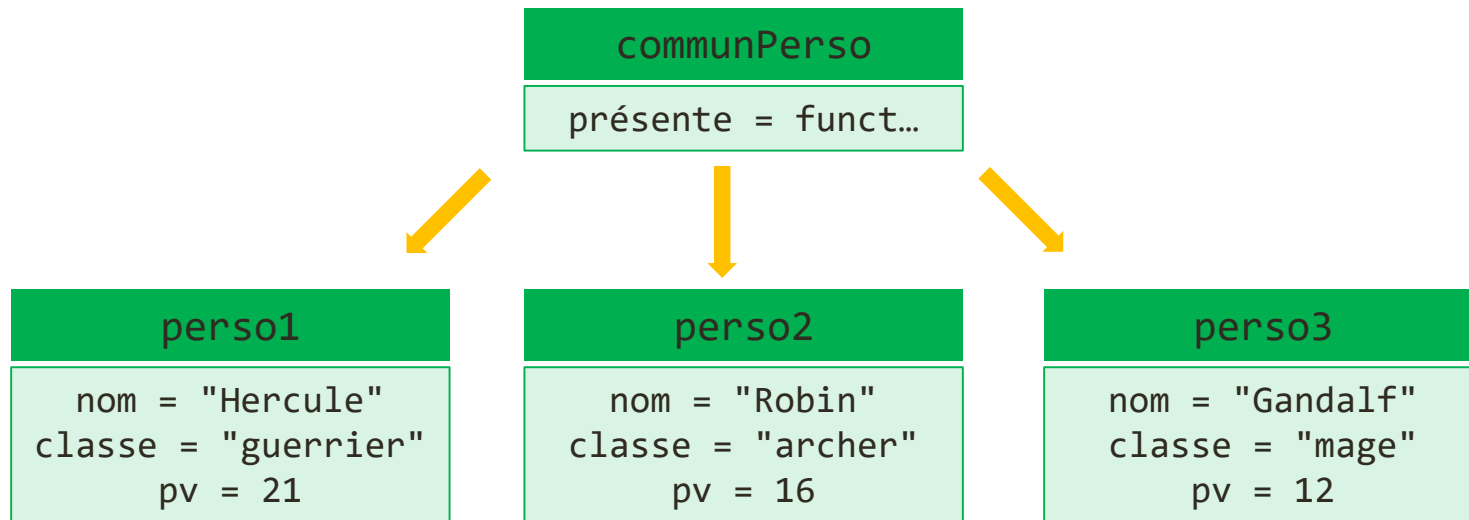 communPerso
présente = funct…
perso1
nom = "Hercule"
classe = "guerrier"
pv = 21
perso2
nom = "Robin"
classe = "archer"
pv = 16
perso3
nom = "Gandalf"
classe = "mage"
pv = 12